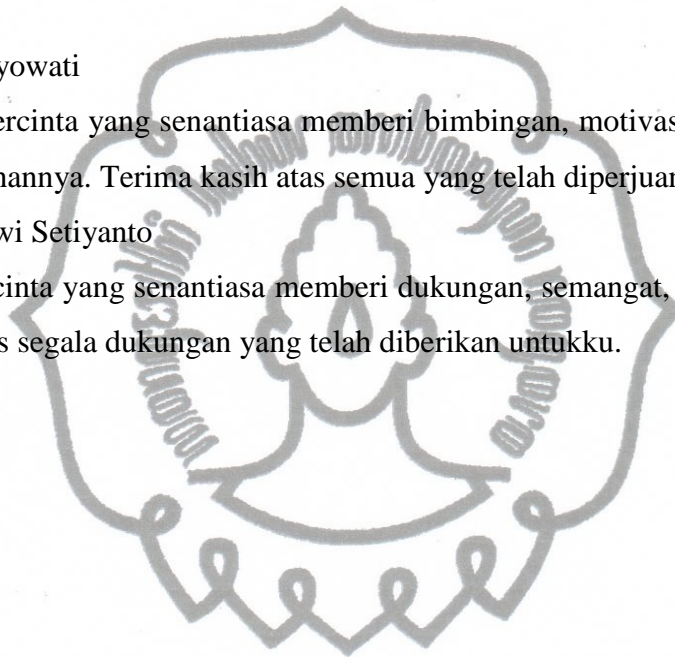 yowati
ercinta yang senantiasa memberi bimbingan, motivas
nannya. Terima kasih atas semua yang telah diperjuan
wi Setiyanto
cinta yang senantiasa memberi dukungan, semangat,
s segala dukungan yang telah diberikan untukku.